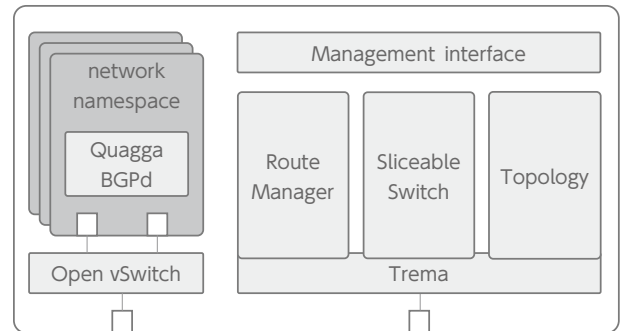 network
namespace
Quagga
BGPd
Open vSwitch
Management interface
Route
Manager
Sliceable
Switch
Topology
Trema